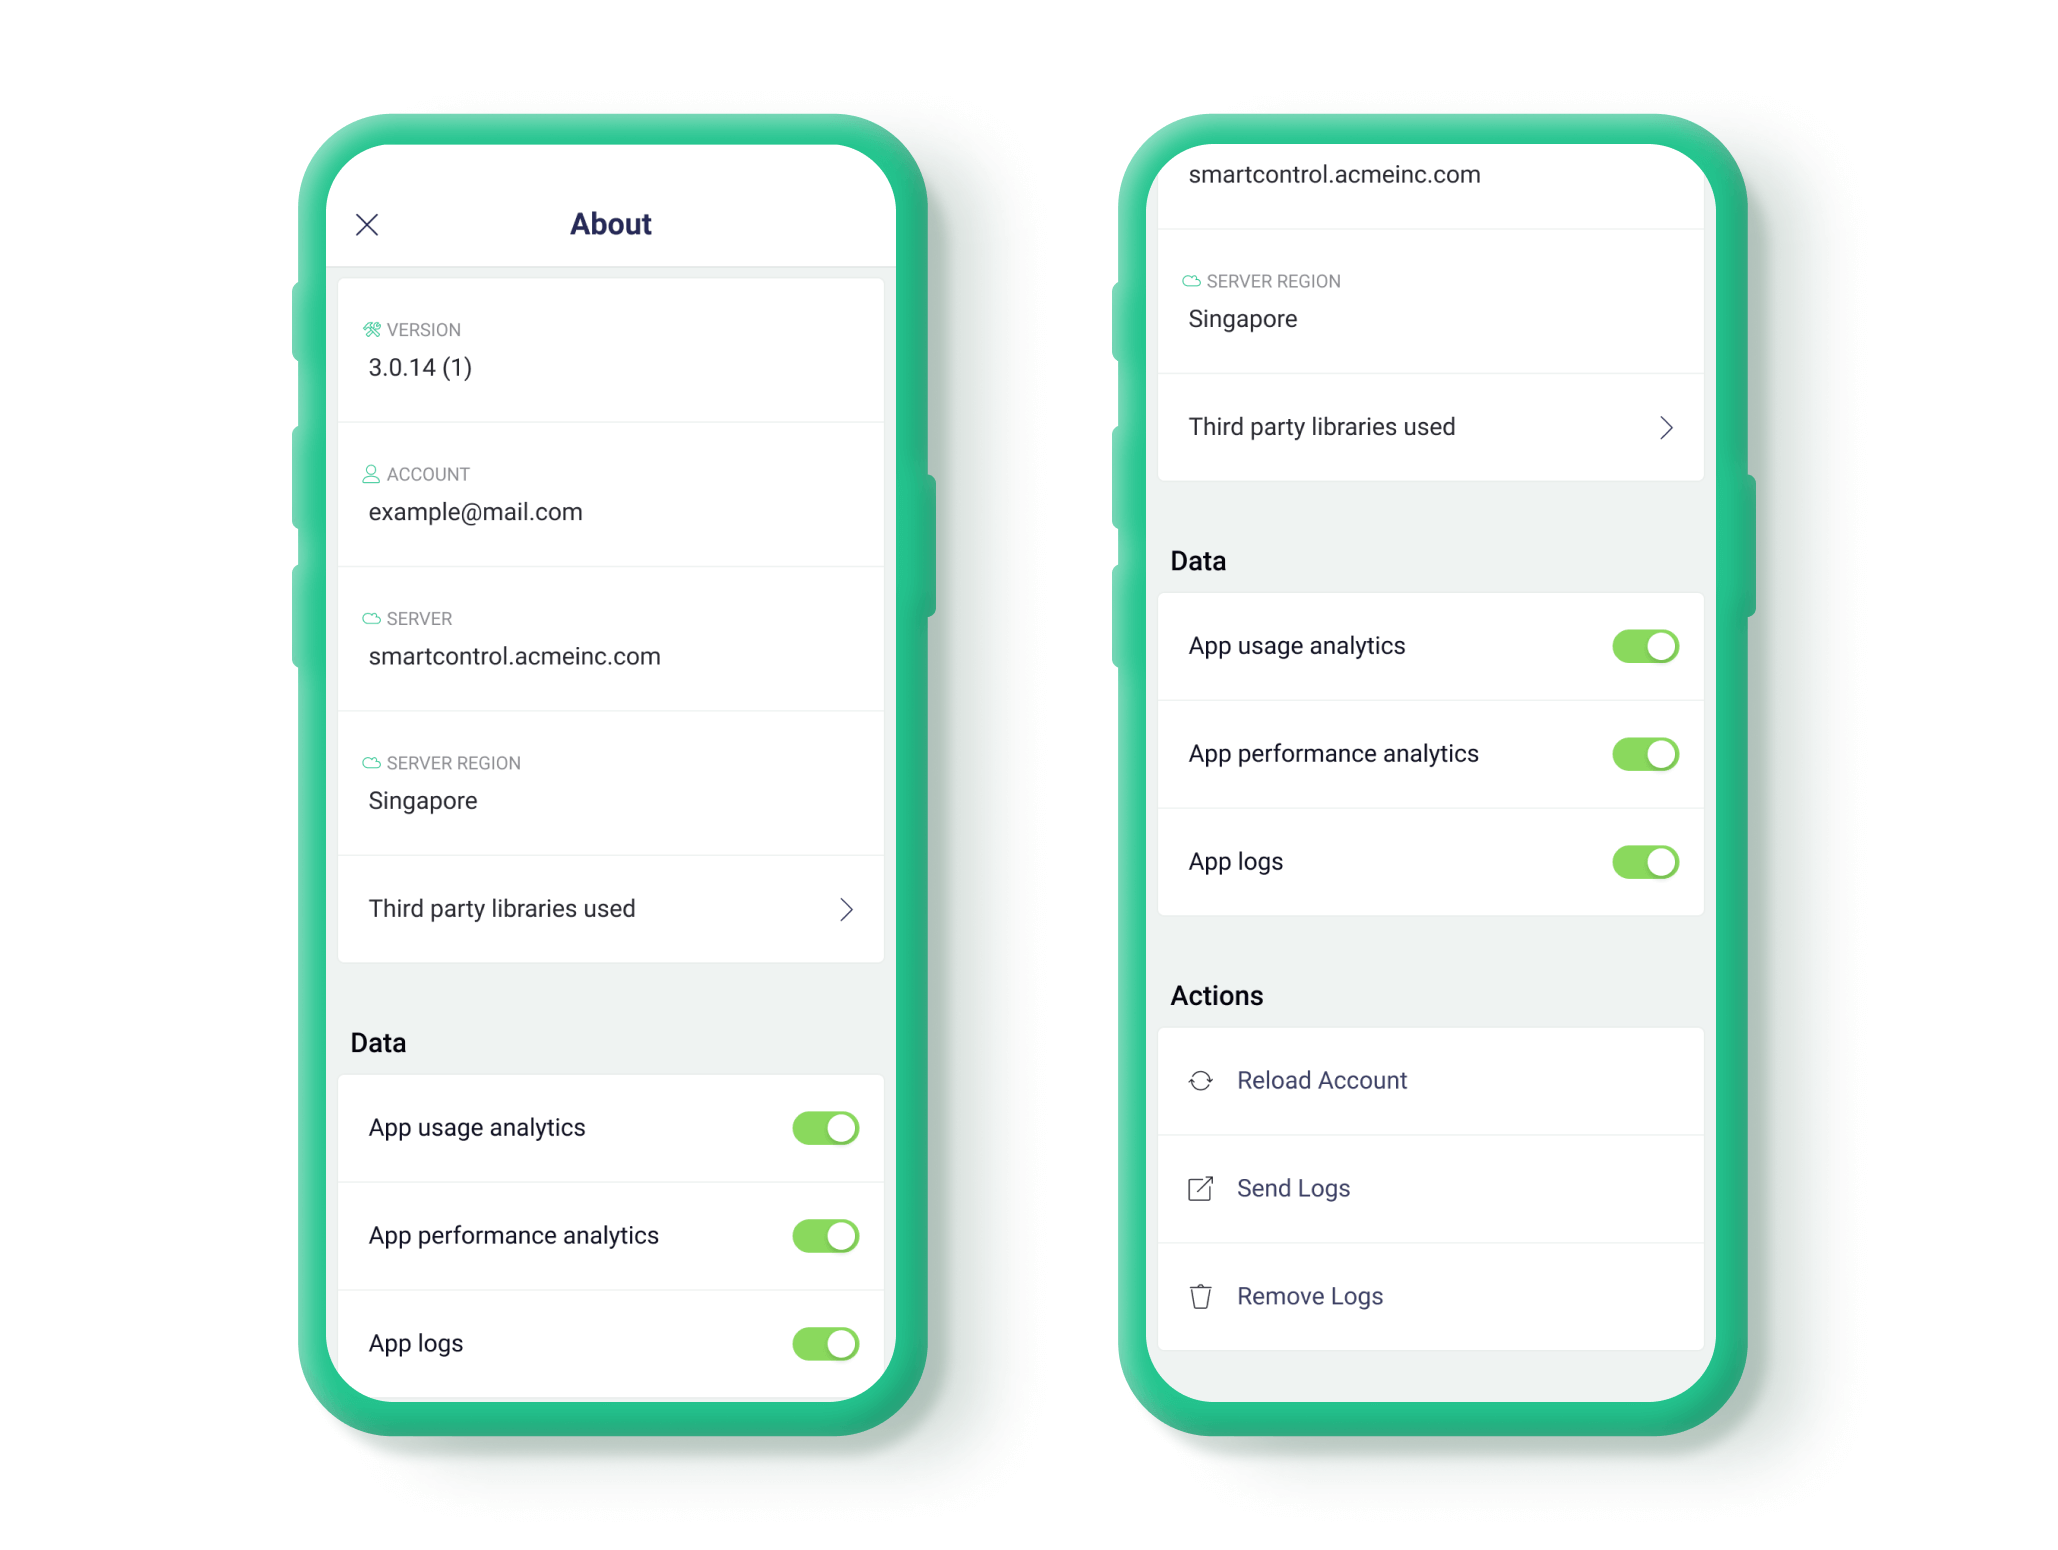 About
VERSION
3.0.14 (1)
ACCOUNT
example@mail.com
SERVER
smartcontrol.acmeinc.com
SERVER REGION
Singapore
Third party libraries used
Data
App usage analytics
App performance analytics
App logs
smartcontrol.acmeinc.com
SERVER REGION
Singapore
Third party libraries used
Data
App usage analytics
App performance analytics
App logs
Actions
Reload Account
Send Logs
Remove Logs